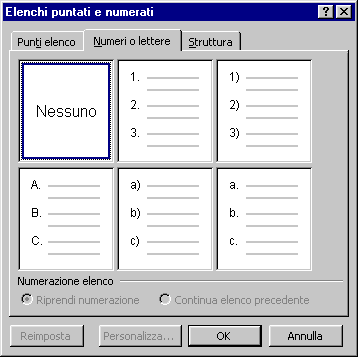 Elenchi puntati e numerati
Punti elenco Numeri o lettere Struttura
Nessuno
1.
2.
3.
1)
2)
3)
A.
B.
C.
a)
b)
c)
a.
b.
c.
Numerazione elenco
Riprendi numerazione Continua elenco precedente
Reimposta Personalizza... OK Annulla